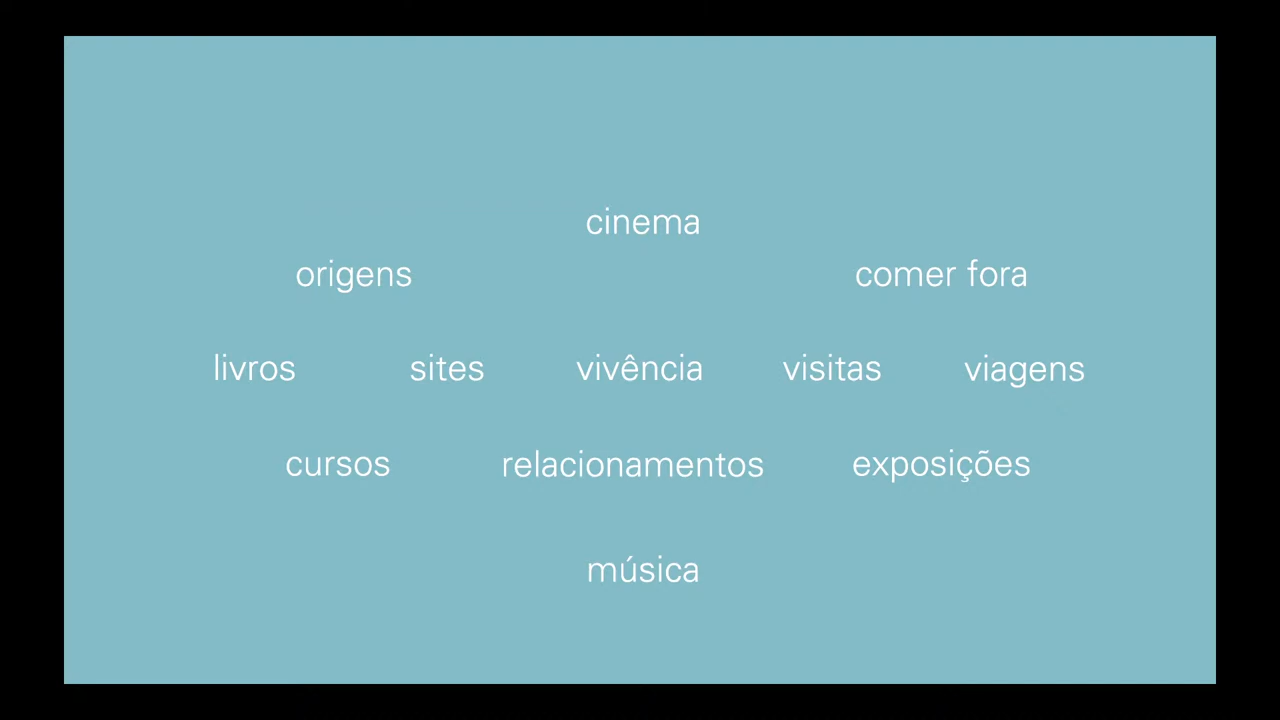 cinema
origens comer fora
livros sites vivência visitas viagens
cursos relacionamentos exposições
música